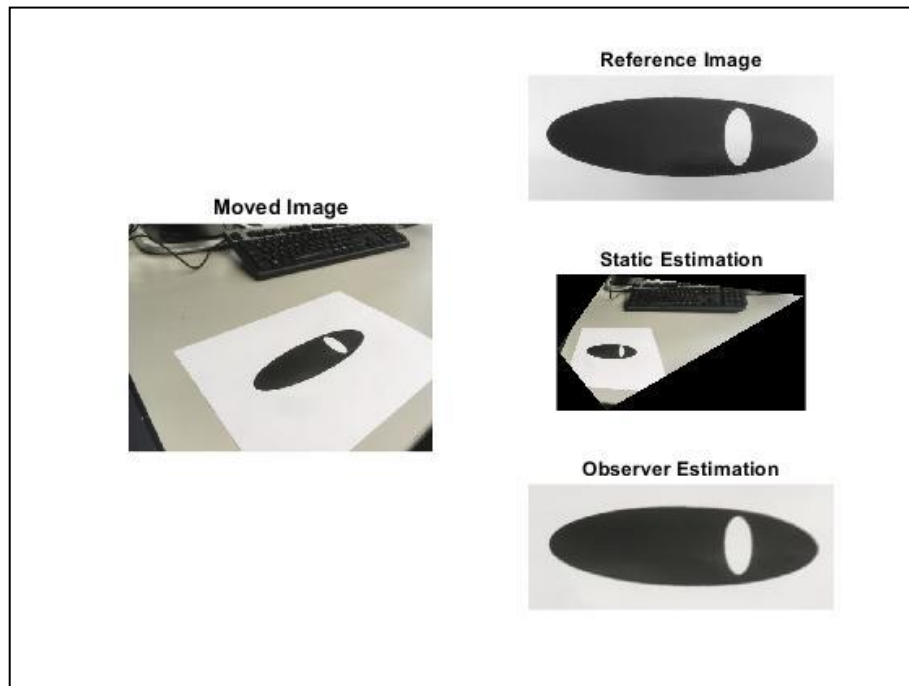 Reference Image
Moved Image
Static Estimation
Observer Estimation